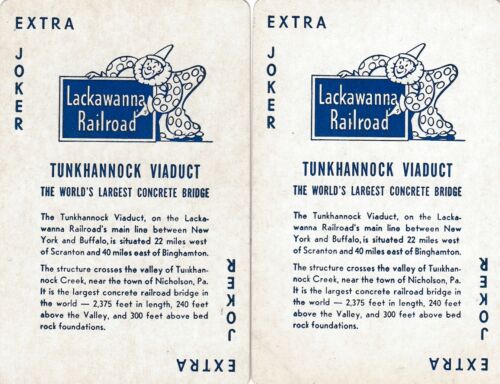 EXTRA
JOKER
Lackawanna
Railroad
TUNKHANNOCK VIADUCT
THE WORLD'S LARGEST CONCRETE BRIDGE
The Tunkhannock Viaduct, on the Lacka-
wanna Railroad's main line between New
York and Buffalo, is situated 22 miles west
of Scranton and 40 miles east of Binghamton.
The structure crosses the valley of Tunkhan-
nock Creek, near the town of Nicholson, Pa.
It is the largest concrete railroad bridge in
the world — 2,375 feet in length, 240 feet
above the Valley, and 300 feet above bed
rock foundations.
JOKER
EXTRA
EXTRA
JOKER
Lackawanna
Railroad
TUNKHANNOCK VIADUCT
THE WORLD'S LARGEST CONCRETE BRIDGE
The Tunkhannock Viaduct, on the Lacka-
wanna Railroad's main line between New
York and Buffalo, is situated 22 miles west
of Scranton and 40 miles east of Binghamton.
The structure crosses the valley of Tunkhan-
nock Creek, near the town of Nicholson, Pa.
It is the largest concrete railroad bridge in
the world — 2,375 feet in length, 240 feet
above the Valley, and 300 feet above bed
rock foundations.
JOKER
EXTRA